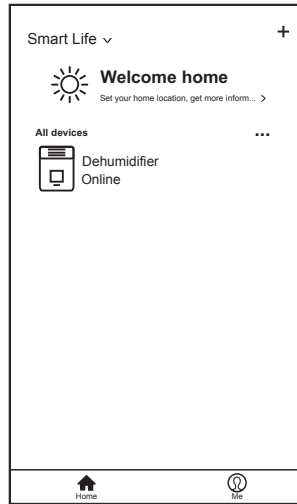 Smart Life
+
Welcome home
Set your home location, get more inform... >
All devices
...
Dehumidifier
Online
Home
Me